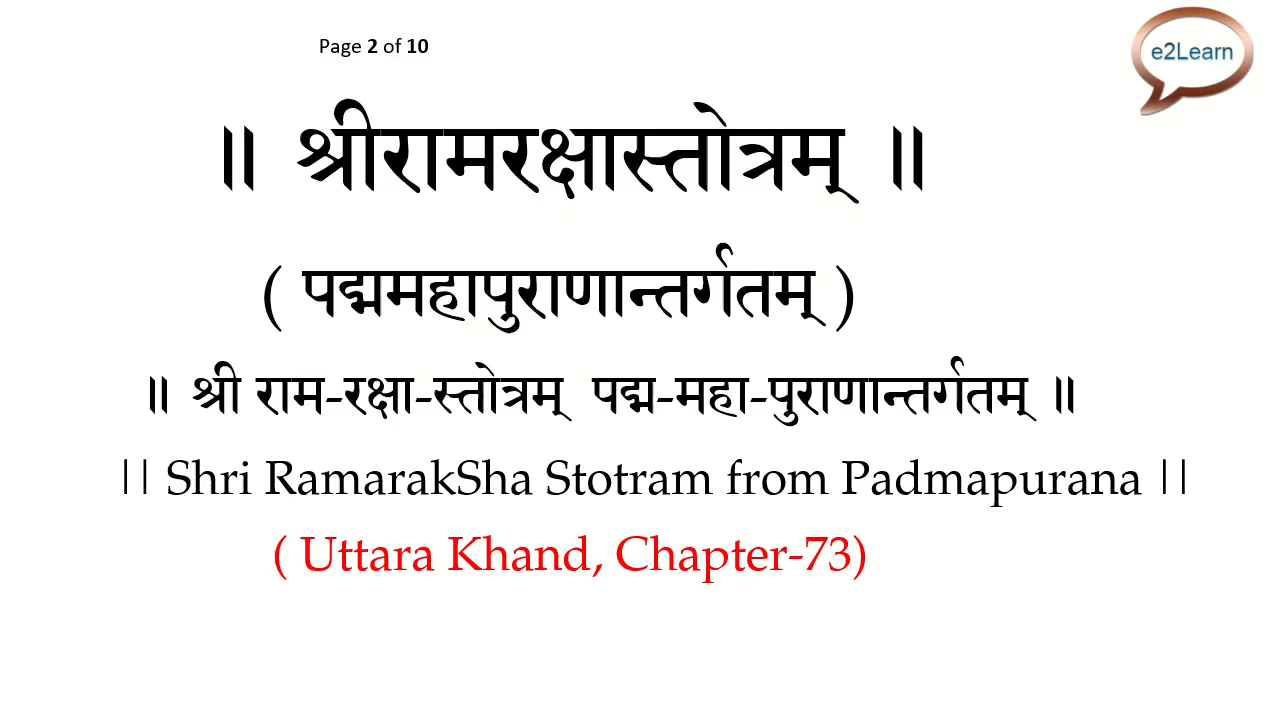 Page 2 of 10
e2Learn
॥ श्रीरामरक्षास्तोत्रम् ॥
( पद्ममहापुराणान्तर्गतम् )
॥ श्री राम-रक्षा-स्तोत्रम् पद्म-महा-पुराणान्तर्गतम् ॥
|| Shri RamarakSha Stotram from Padmapurana ||
( Uttara Khand, Chapter-73)